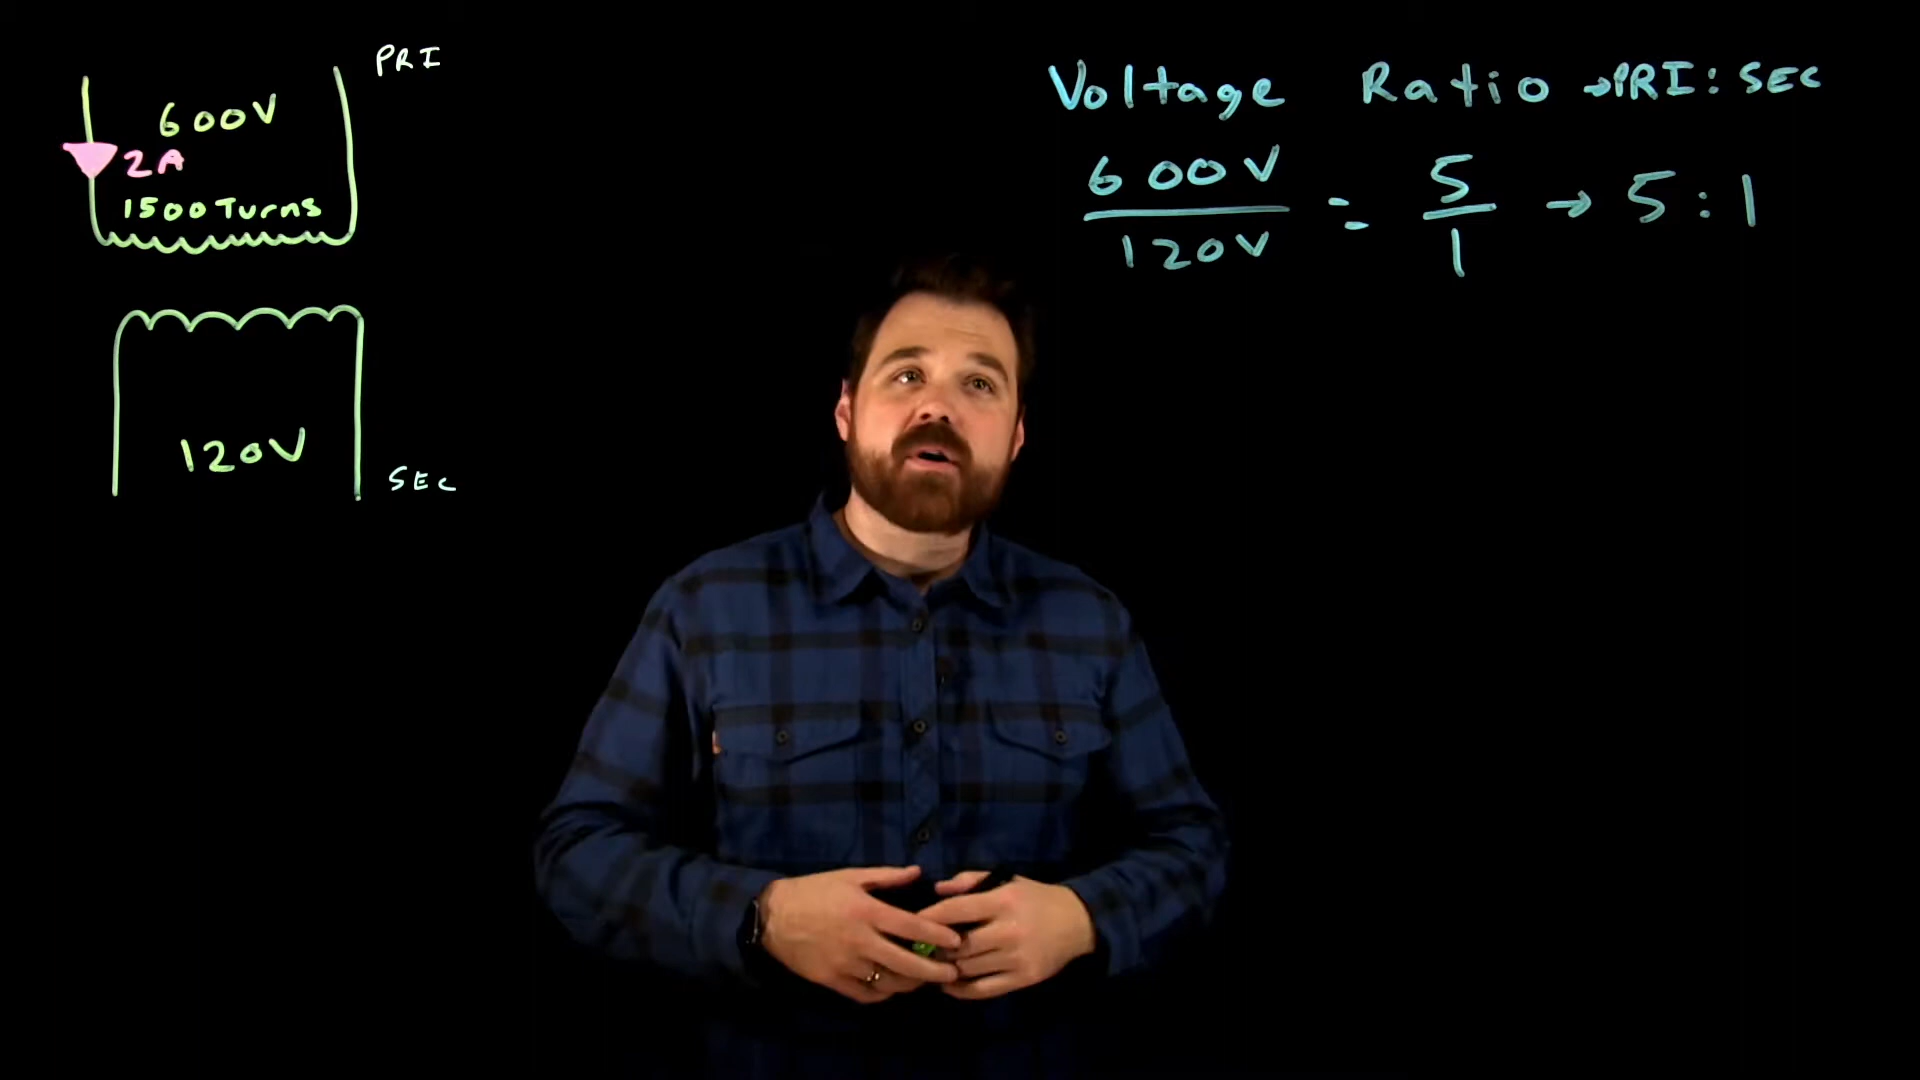 PRI
600V
2A
1500 Turns
120V
SEC
Voltage Ratio → PRI : SEC
600V / 120V = 5 / 1 → 5 : 1